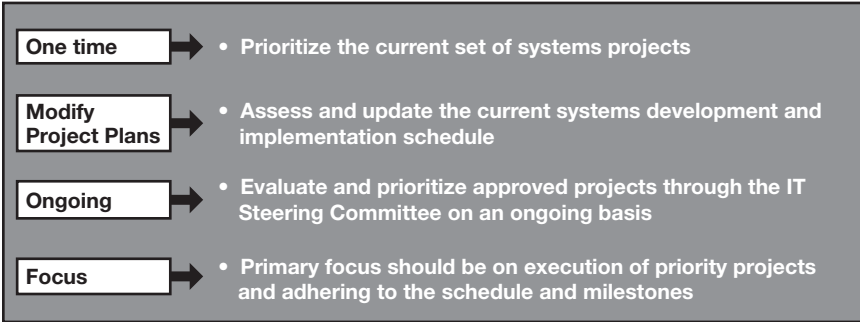 One time
• Prioritize the current set of systems projects
Modify
Project Plans
• Assess and update the current systems development and
implementation schedule
Ongoing
• Evaluate and prioritize approved projects through the IT
Steering Committee on an ongoing basis
Focus
• Primary focus should be on execution of priority projects
and adhering to the schedule and milestones